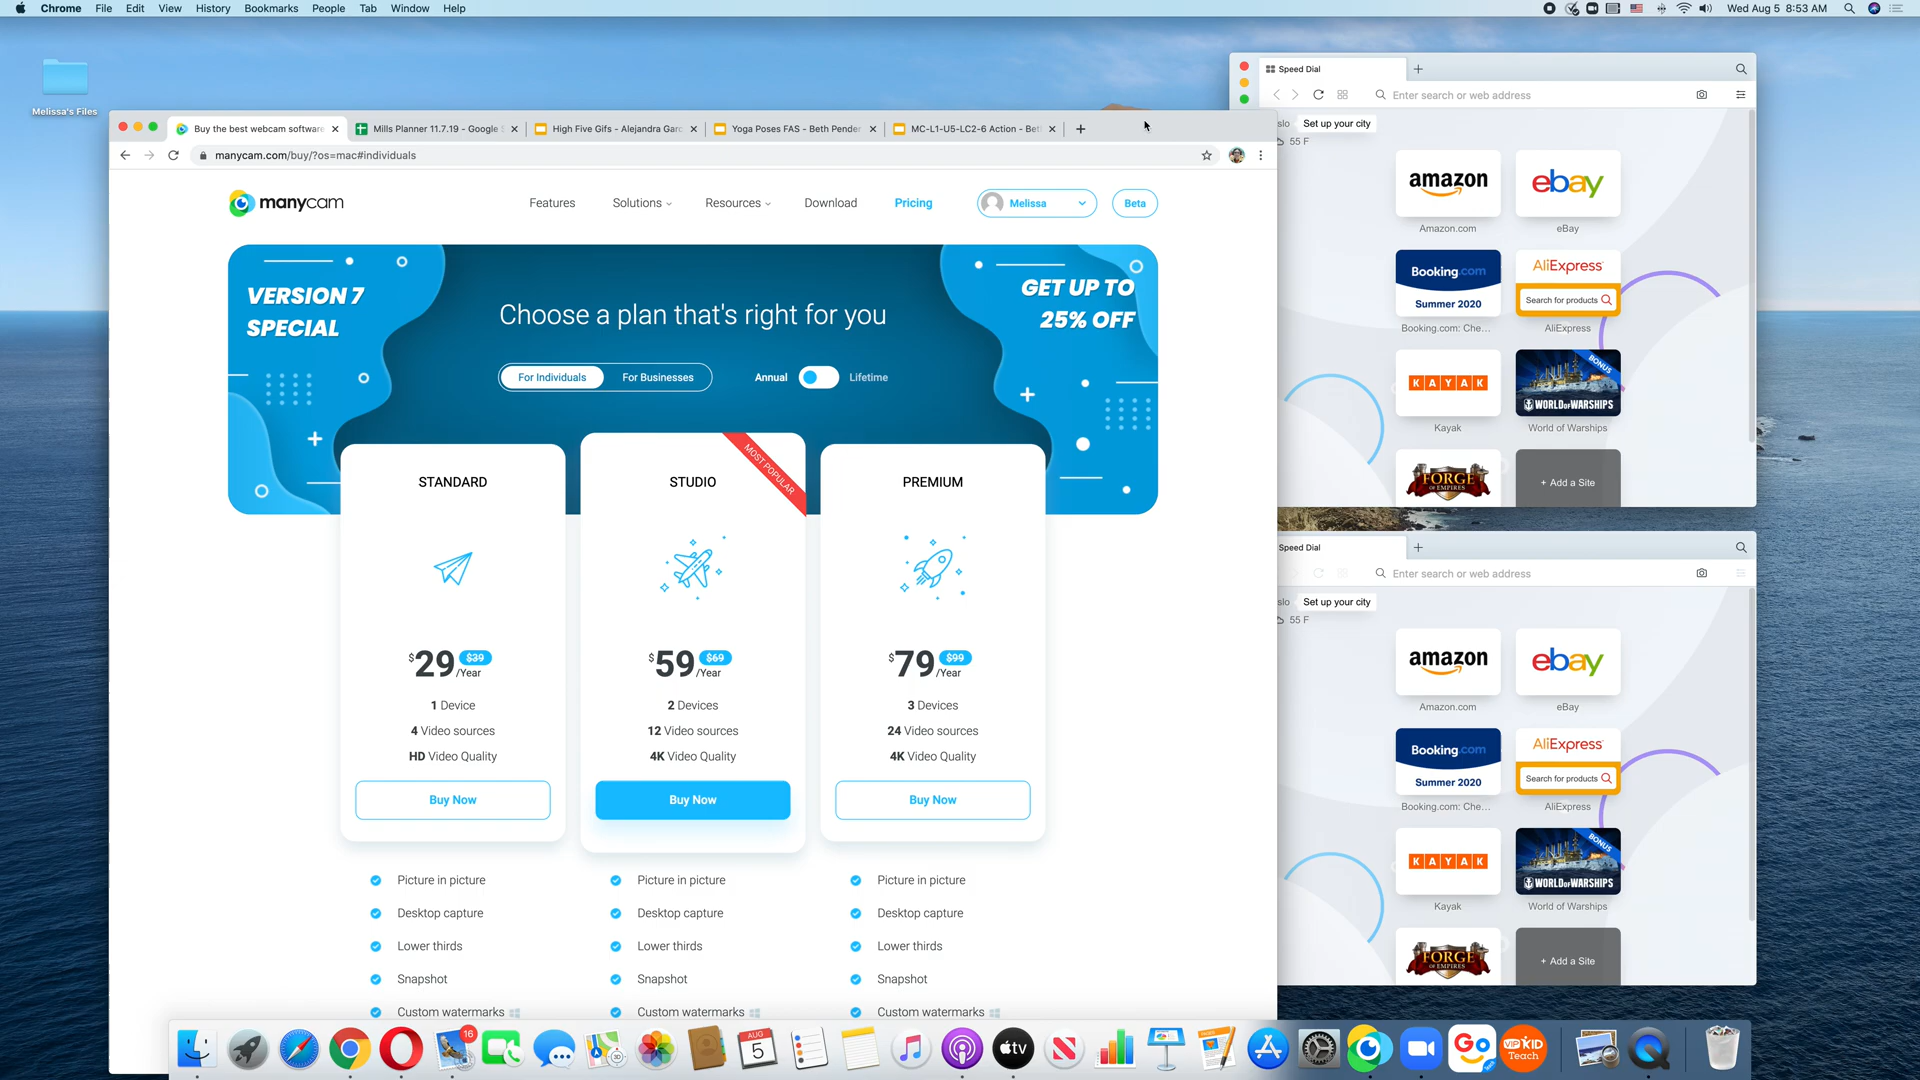 Chrome File Edit View History Bookmarks People Tab Window Help
Wed Aug 5 8:53 AM
Melissa's Files
Buy the best webcam software
Mills Planner 11.7.19 - Google
High Five Gifs - Alejandra Garc
Yoga Poses FAS - Beth Pender
MC-L1-U5-LC2-6 Action - Bet
manycam.com/buy/?os=mac#individuals
manycam
Features
Solutions
Resources
Download
Pricing
Melissa
Beta
VERSION 7
SPECIAL
Choose a plan that's right for you
GET UP TO
25% OFF
For Individuals
For Businesses
Annual
Lifetime
STANDARD
$29 $39
/Year
1 Device
4 Video sources
HD Video Quality
Buy Now
Picture in picture
Desktop capture
Lower thirds
Snapshot
Custom watermarks
MOST POPULAR
STUDIO
$59 $69
/Year
2 Devices
12 Video sources
4K Video Quality
Buy Now
Picture in picture
Desktop capture
Lower thirds
Snapshot
Custom watermarks
PREMIUM
$79 $99
/Year
3 Devices
24 Video sources
4K Video Quality
Buy Now
Picture in picture
Desktop capture
Lower thirds
Snapshot
Custom watermarks
Speed Dial
Enter search or web address
slo
Set up your city
55 F
amazon
Amazon.com
ebay
eBay
Booking.com
Summer 2020
Booking.com: Che...
AliExpress
Search for products
AliExpress
KAYAK
Kayak
BONUS
WORLD OF WARSHIPS
World of Warships
FORGE
OF EMPIRES
+ Add a Site
Speed Dial
Enter search or web address
slo
Set up your city
55 F
amazon
Amazon.com
ebay
eBay
Booking.com
Summer 2020
Booking.com: Che...
AliExpress
Search for products
AliExpress
KAYAK
Kayak
BONUS
WORLD OF WARSHIPS
World of Warships
FORGE
OF EMPIRES
+ Add a Site
16
AUG
5
tv
GO
VIPKID
Teach